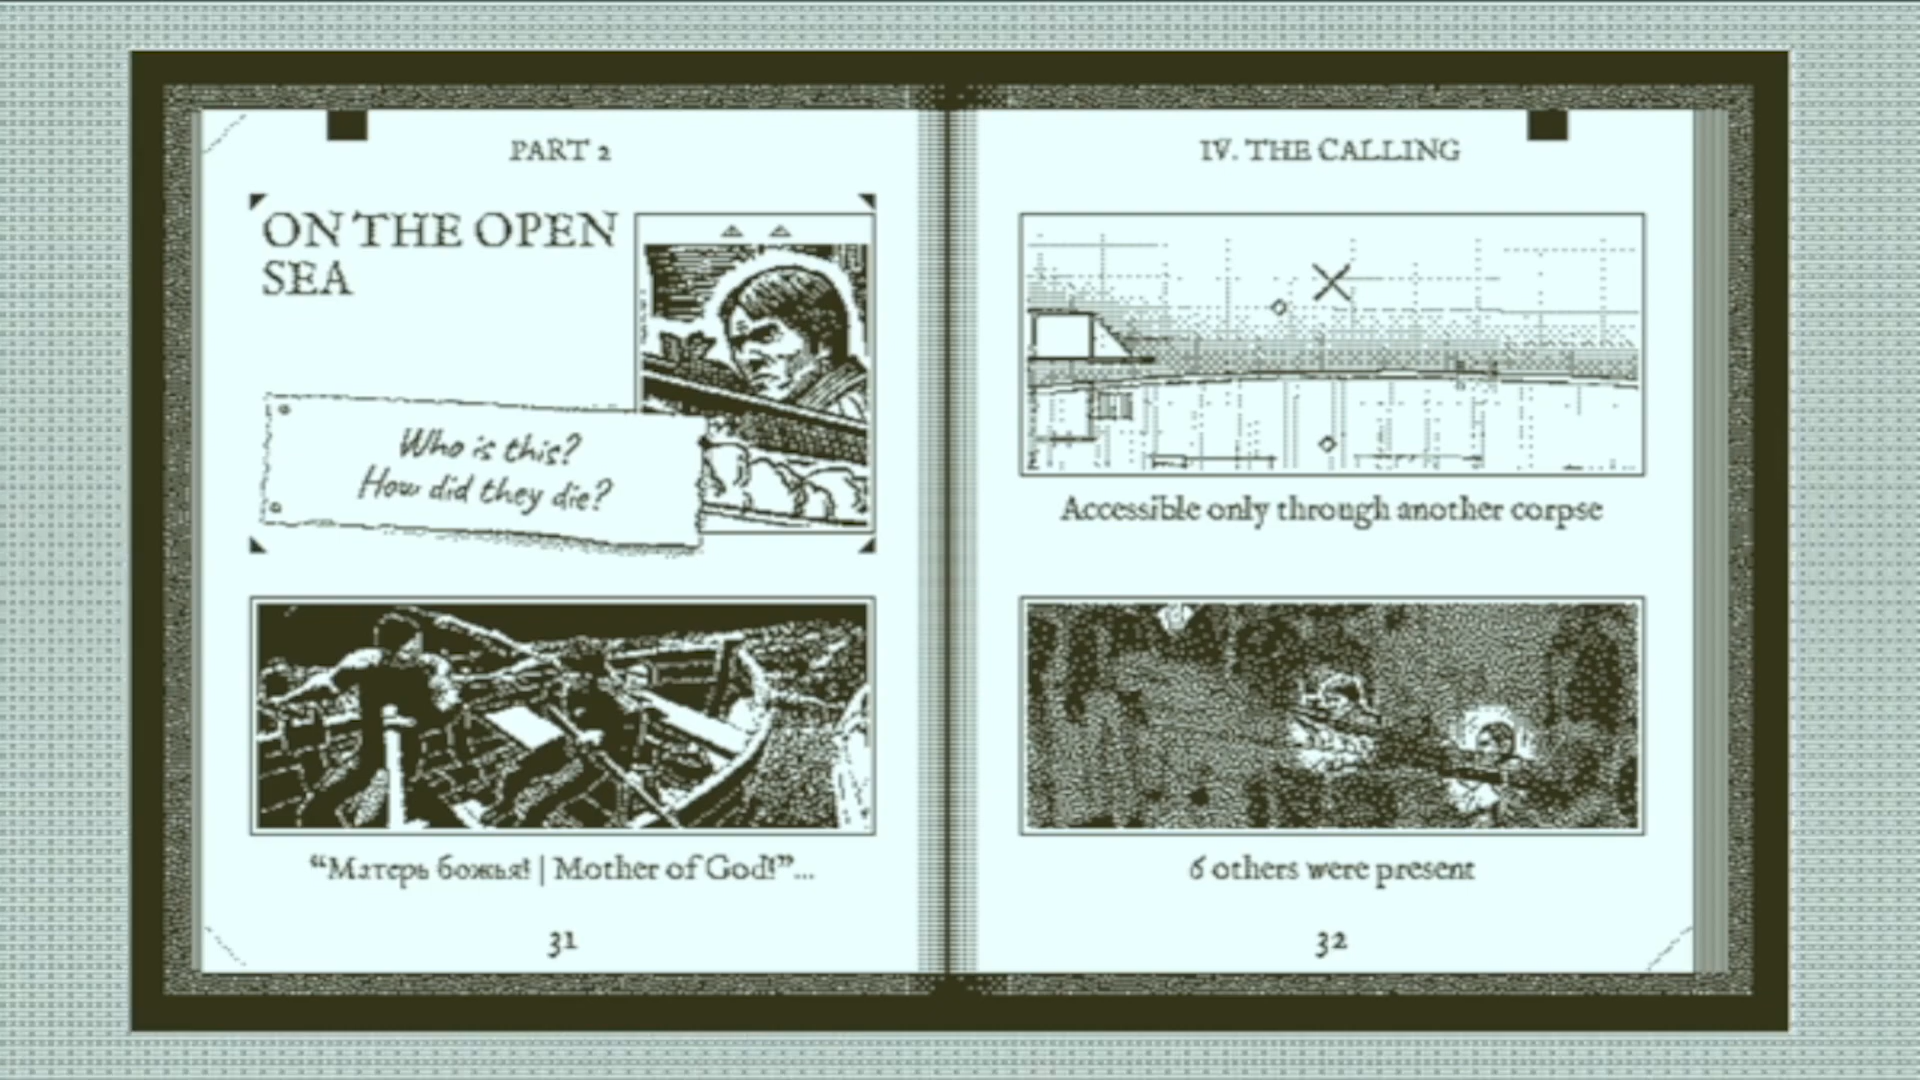 PART 2
ON THE OPEN
SEA
Who is this?
How did they die?
“Матерь божья! | Mother of God!”...
31
IV. THE CALLING
Accessible only through another corpse
6 others were present
32